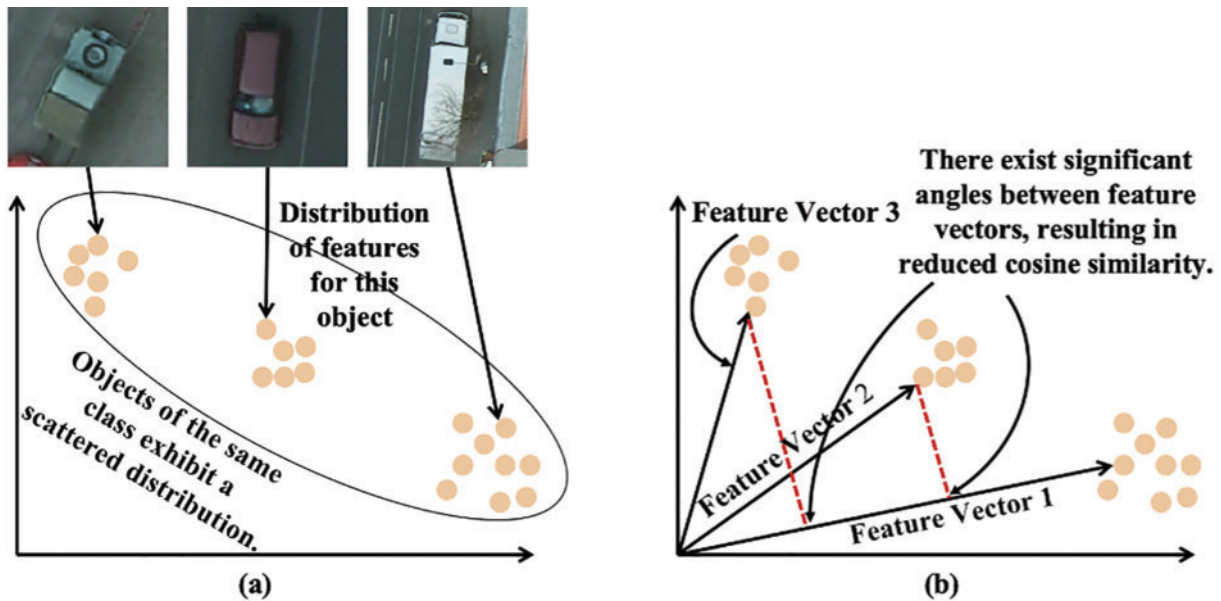 Distribution
of features
for this
object
Objects of the same
class exhibit a
scattered distribution.
(a)
There exist significant
angles between feature
vectors, resulting in
reduced cosine similarity.
Feature Vector 3
Feature Vector 2
Feature Vector 1
(b)